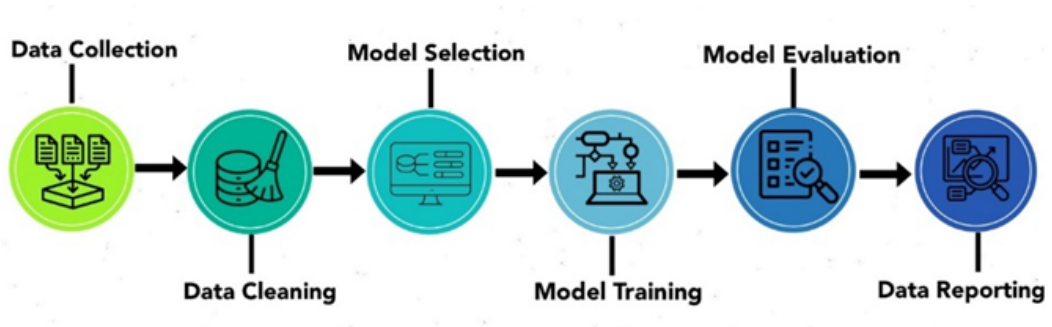 Data Collection
Model Selection
Model Evaluation
Data Cleaning
Model Training
Data Reporting